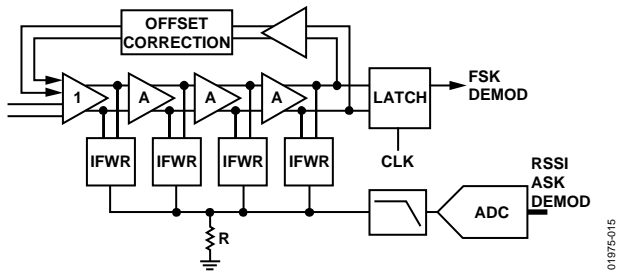 OFFSET
CORRECTION
1
A
A
A
LATCH
FSK
DEMOD
IFWR
IFWR
IFWR
IFWR
CLK
RSSI
ASK
DEMOD
R
ADC
01975-015